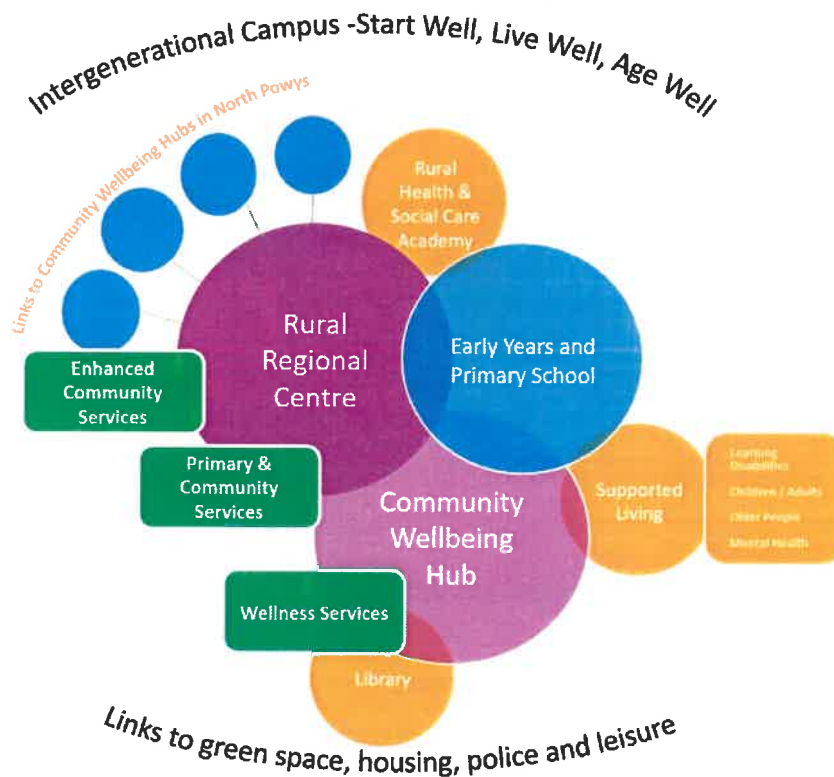 Intergenerational Campus -Start Well, Live Well, Age Well
Links to Community Wellbeing Hubs in North Powys
Rural
Health &
Social Care
Academy
Rural
Regional
Centre
Early Years and
Primary School
Enhanced
Community
Services
Primary &
Community
Services
Community
Wellbeing
Hub
Supported
Living
Learning
Disabilities
Children / Adults
Older People
Mental Health
Wellness Services
Library
Links to green space, housing, police and leisure